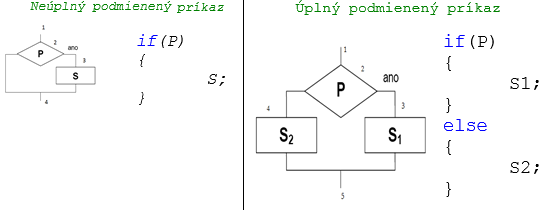 Neúplný podmienený príkaz
1
P
2
ano
3
S
4
if(P)
{
S;
}
Úplný podmienený príkaz
1
2
P
ano
4
3
S2
S1
5
if(P)
{
S1;
}
else
{
S2;
}